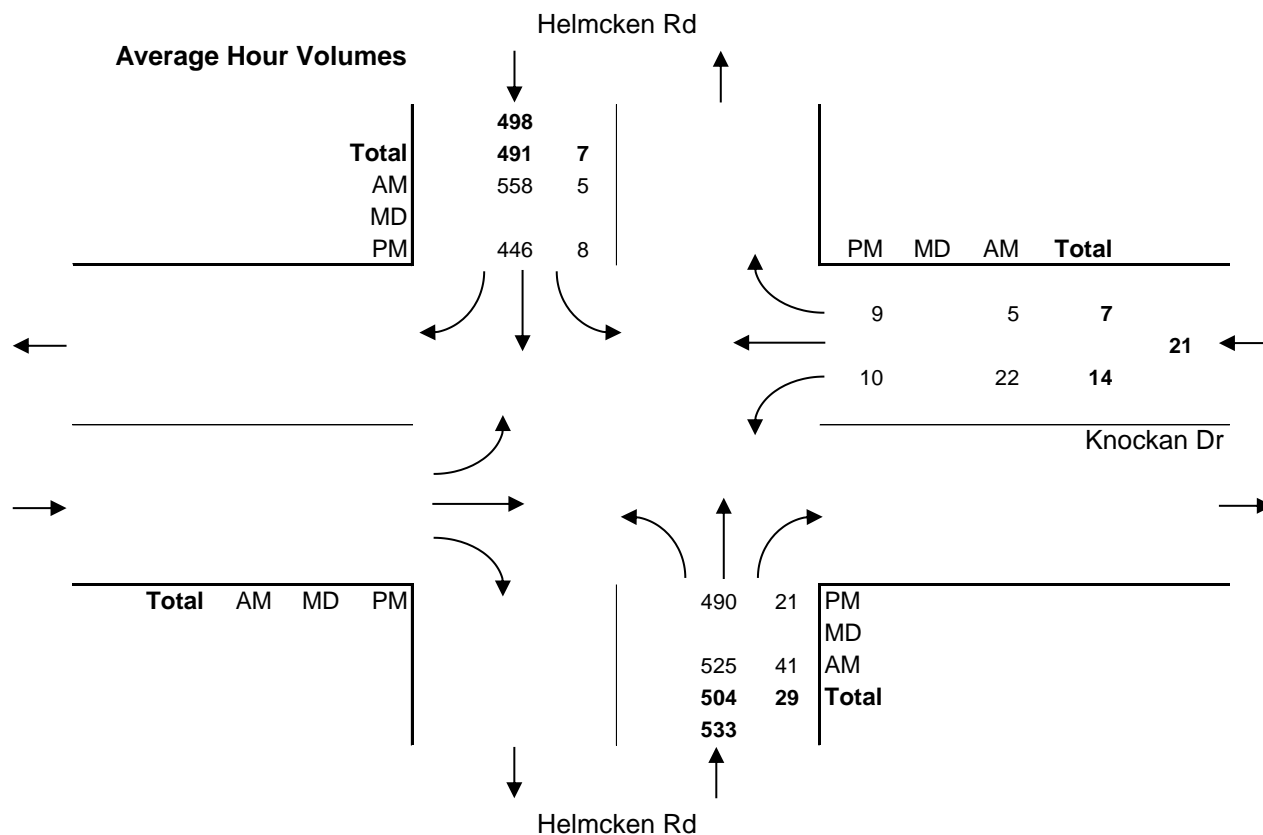 Helmcken Rd
Average Hour Volumes
498
Total 491 7
AM 558 5
MD
PM 446 8
PM MD AM Total
9 5 7
21
10 22 14
Knockan Dr
Total AM MD PM
490 21 PM
MD
525 41 AM
504 29 Total
533
Helmcken Rd